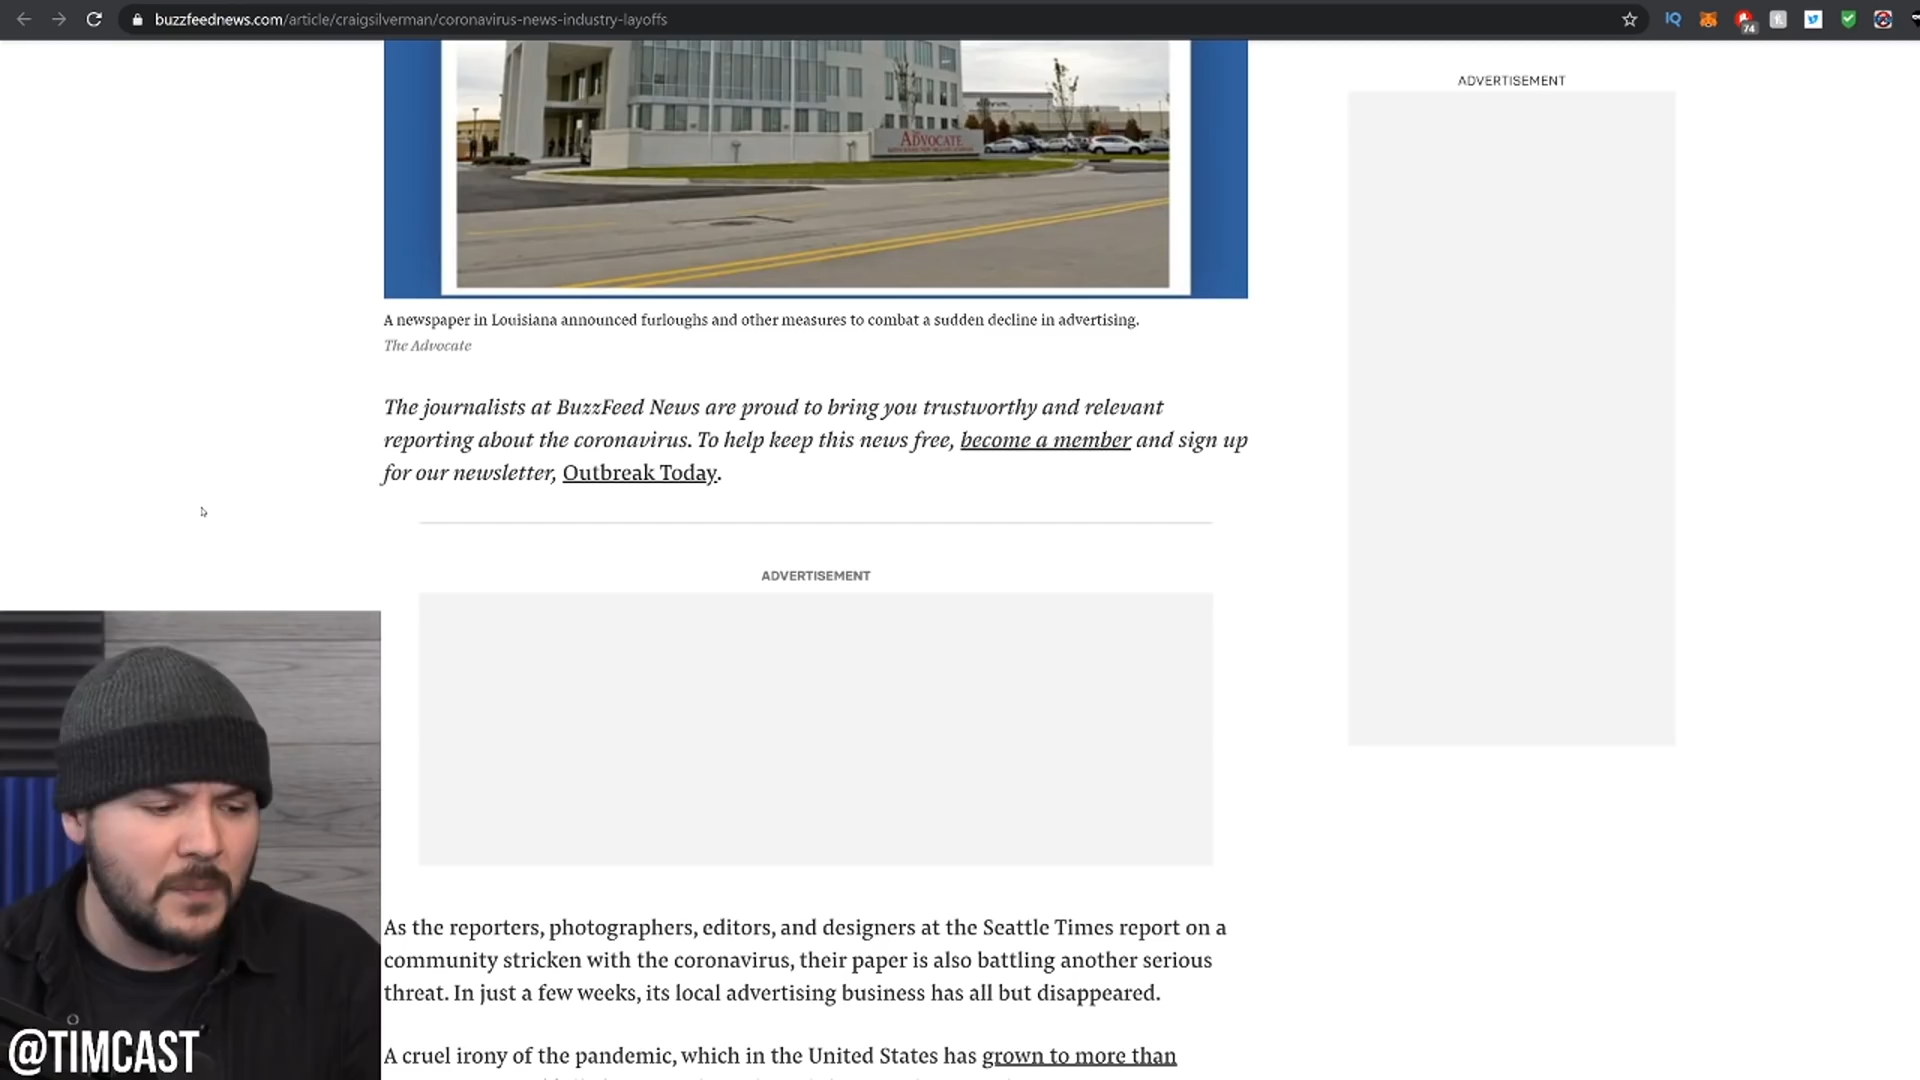 buzzfeednews.com/article/craigsilverman/coronavirus-news-industry-layoffs
74
ADVERTISEMENT
ADVOCATE
A newspaper in Louisiana announced furloughs and other measures to combat a sudden decline in advertising.
The Advocate
The journalists at BuzzFeed News are proud to bring you trustworthy and relevant
reporting about the coronavirus. To help keep this news free, become a member and sign up
for our newsletter, Outbreak Today.
ADVERTISEMENT
As the reporters, photographers, editors, and designers at the Seattle Times report on a
community stricken with the coronavirus, their paper is also battling another serious
threat. In just a few weeks, its local advertising business has all but disappeared.
A cruel irony of the pandemic, which in the United States has grown to more than
@TIMCAST